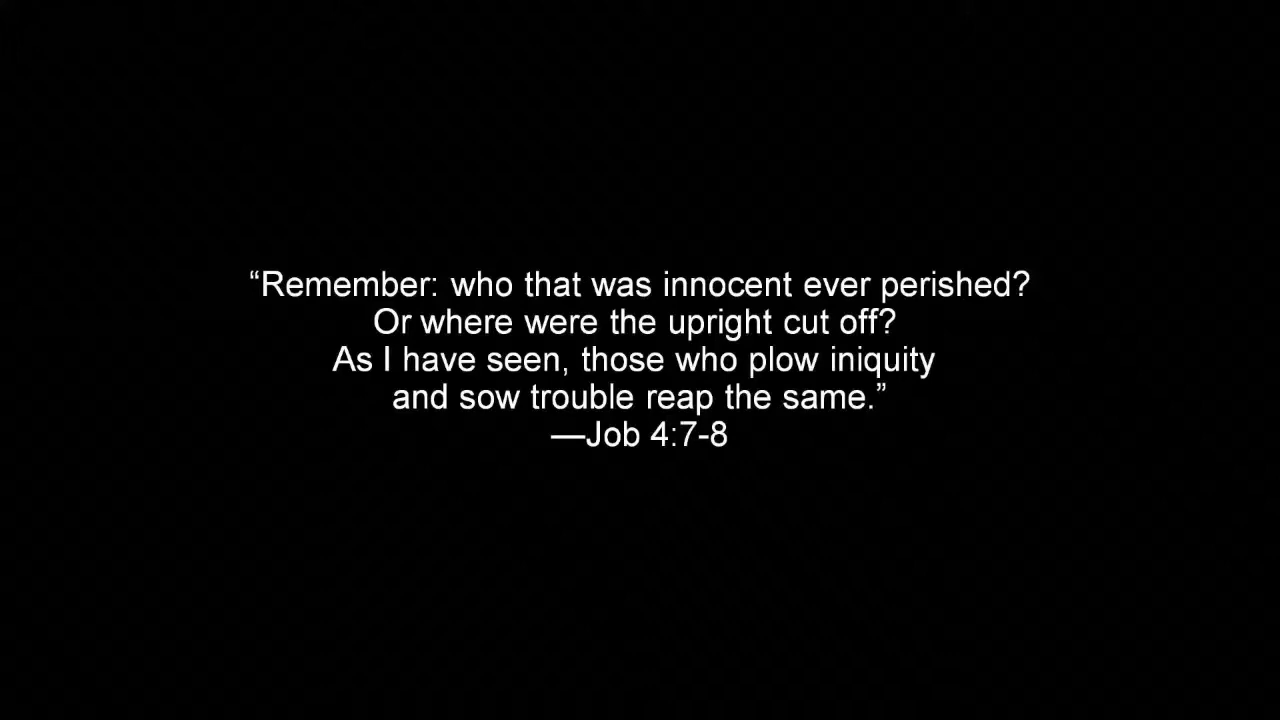 “Remember: who that was innocent ever perished?
Or where were the upright cut off?
As I have seen, those who plow iniquity
and sow trouble reap the same.”
—Job 4:7-8